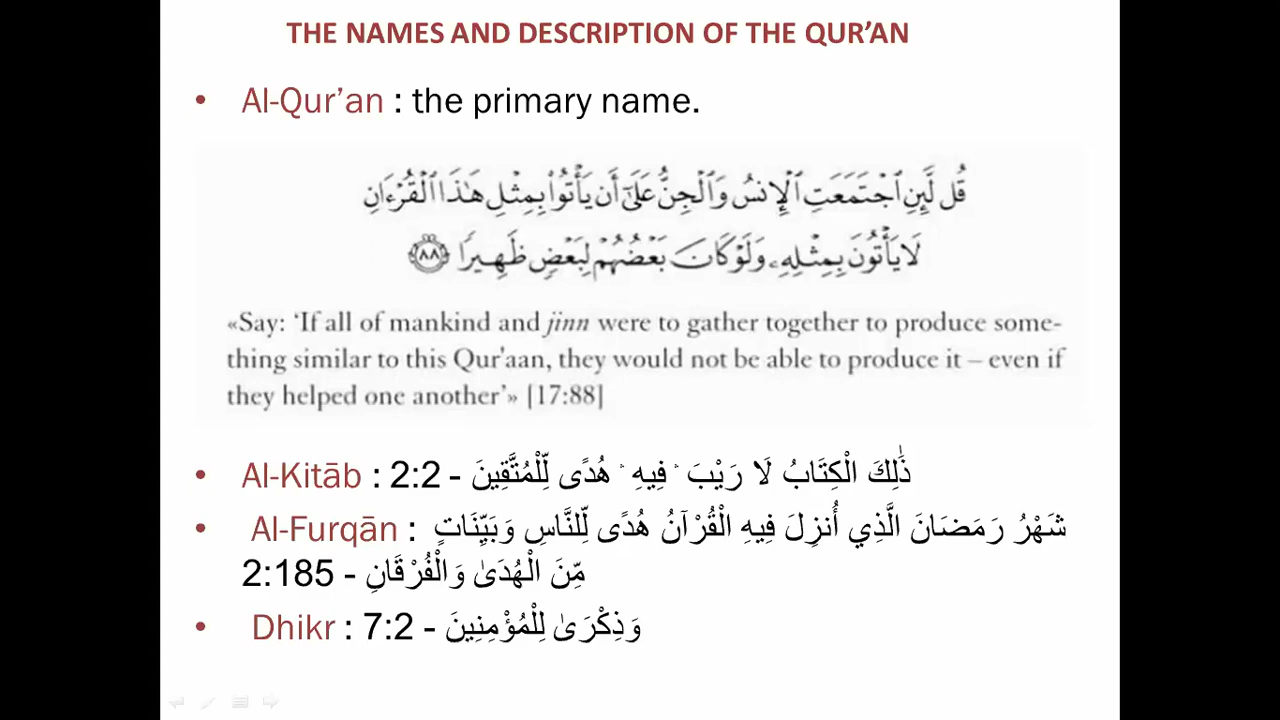 THE NAMES AND DESCRIPTION OF THE QUR’AN
• Al-Qur’an : the primary name.
قُل لَّئِنِ ٱجْتَمَعَتِ ٱلْإِنسُ وَٱلْجِنُّ عَلَىٰٓ أَن يَأْتُوا۟ بِمِثْلِ هَٰذَا ٱلْقُرْءَانِ
لَا يَأْتُونَ بِمِثْلِهِۦ وَلَوْ كَانَ بَعْضُهُمْ لِبَعْضٍ ظَهِيرًا ٨٨
«Say: ‘If all of mankind and jinn were to gather together to produce some-
thing similar to this Qur'aan, they would not be able to produce it – even if
they helped one another’» [17:88]
• Al-Kitāb : 2:2 - ذَٰلِكَ الْكِتَابُ لَا رَيْبَ ۛ فِيهِ ۛ هُدًى لِّلْمُتَّقِينَ
• Al-Furqān : شَهْرُ رَمَضَانَ الَّذِي أُنزِلَ فِيهِ الْقُرْآنُ هُدًى لِّلنَّاسِ وَبَيِّنَاتٍ
2:185 - مِّنَ الْهُدَىٰ وَالْفُرْقَانِ
• Dhikr : 7:2 - وَذِكْرَىٰ لِلْمُؤْمِنِينَ